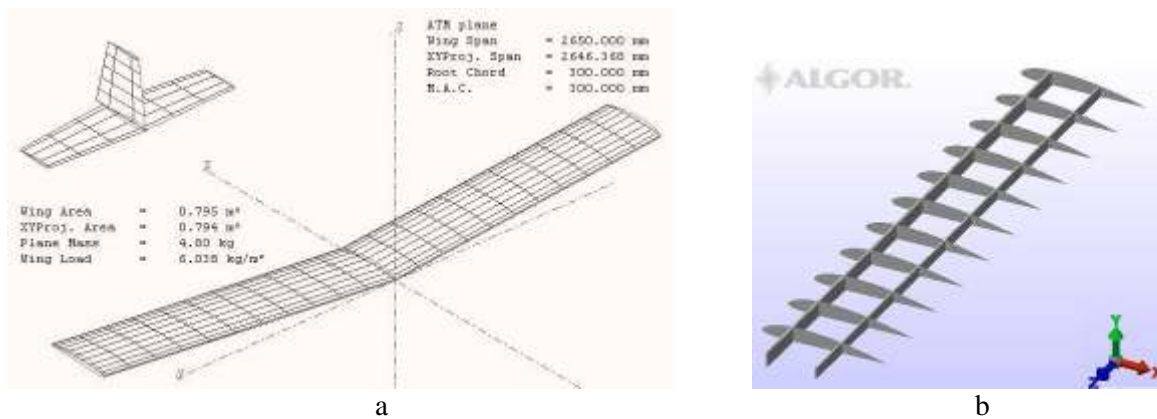 ATM plane
Wing Span = 2650.000 mm
XYProj. Span = 2646.368 mm
Root Chord = 300.000 mm
M.A.C. = 300.000 mm
Wing Area = 0.795 m²
XYProj. Area = 0.794 m²
Plane Mass = 4.80 kg
Wing Load = 6.038 kg/m²
ALGOR.
Y
Z
X
a
b